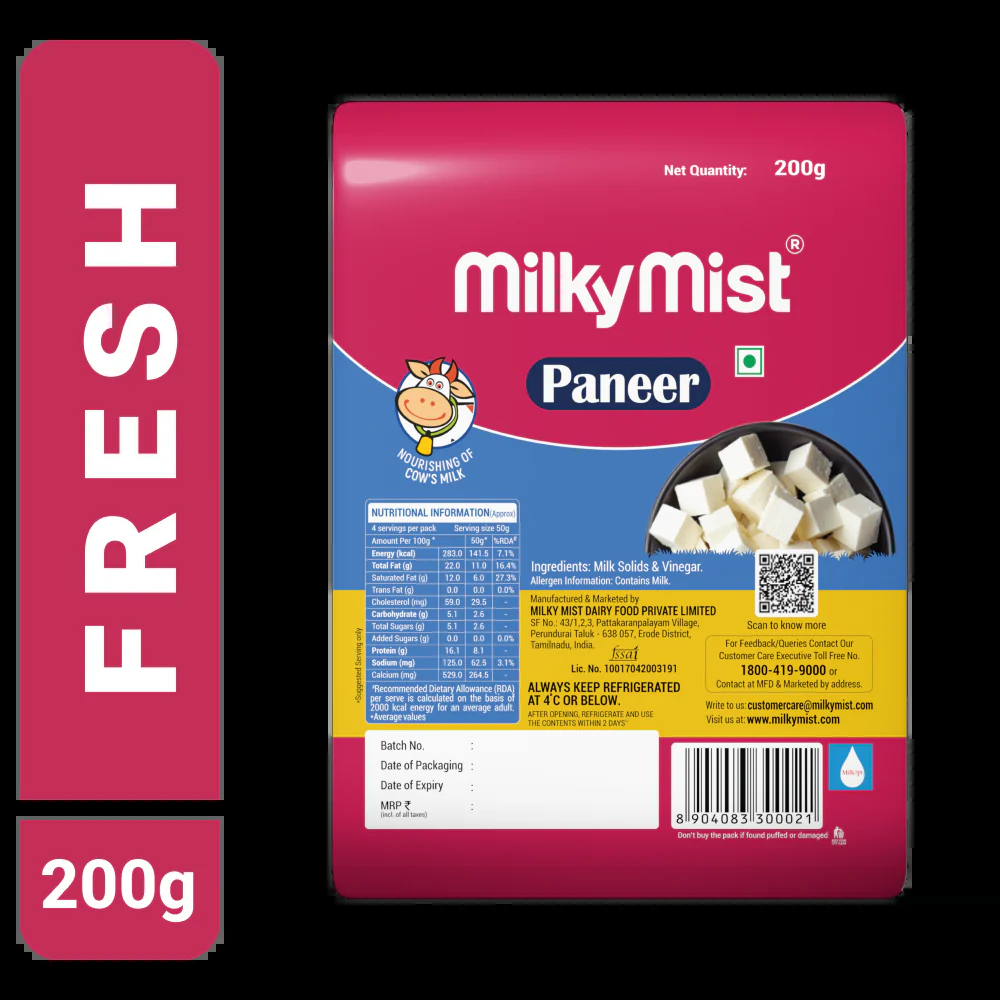 FRESH
200g
Net Quantity: 200g
MilkyMist®
Paneer
NOURISHING OF
COW'S MILK
NUTRITIONAL INFORMATION(Approx)
4 servings per pack Serving size 50g
Amount Per 100g * 50g* %RDA#
Energy (kcal) 283.0 141.5 7.1%
Total Fat (g) 22.0 11.0 16.4%
Saturated Fat (g) 12.0 6.0 27.3%
Trans Fat (g) 0.0 0.0 0.0%
Cholesterol (mg) 59.0 29.5 -
Carbohydrate (g) 5.1 2.6 -
Total Sugars (g) 5.1 2.6 -
Added Sugars (g) 0.0 0.0 0.0%
Protein (g) 16.1 8.1 -
Sodium (mg) 125.0 62.5 3.1%
Calcium (mg) 529.0 264.5 -
#Recommended Dietary Allowance (RDA)
per serve is calculated on the basis of
2000 kcal energy for an average adult.
+Average values
*Suggested Serving only
Ingredients: Milk Solids & Vinegar.
Allergen Information: Contains Milk.
Manufactured & Marketed by
MILKY MIST DAIRY FOOD PRIVATE LIMITED
SF No.: 43/1,2,3, Pattakaranpalayam Village,
Perundurai Taluk - 638 057, Erode District,
Tamilnadu, India.
fssai
Lic. No. 10017042003191
ALWAYS KEEP REFRIGERATED
AT 4°C OR BELOW.
AFTER OPENING, REFRIGERATE AND USE
THE CONTENTS WITHIN 2 DAYS"
Scan to know more
For Feedback/Queries Contact Our
Customer Care Executive Toll Free No.
1800-419-9000 or
Contact at MFD & Marketed by address.
Write to us: customercare@milkymist.com
Visit us at: www.milkymist.com
Batch No. :
Date of Packaging :
Date of Expiry :
MRP ₹ :
(incl. of all taxes)
8 904083 300021
Milkypt
Don't buy the pack if found puffed or damaged